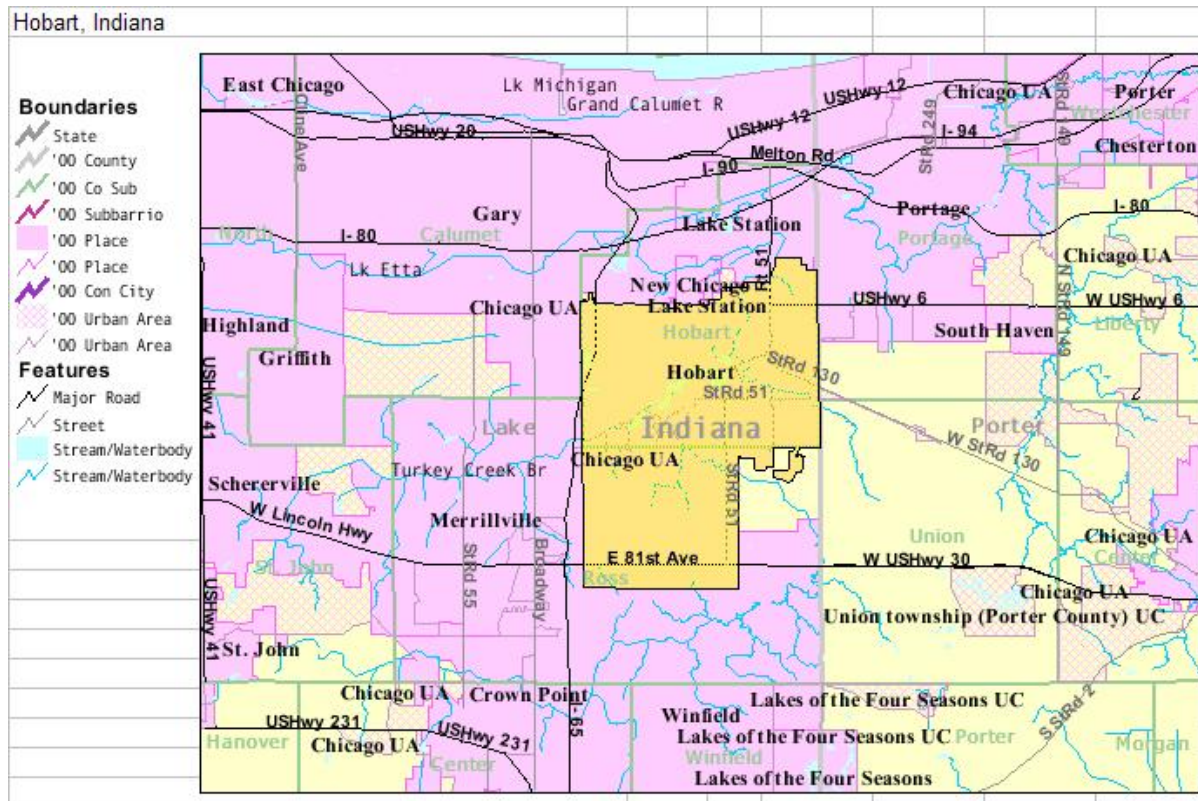 Hobart, Indiana
Boundaries
State
'00 County
'00 Co Sub
'00 Subbarrio
'00 Place
'00 Place
'00 Con City
'00 Urban Area
'00 Urban Area
Features
Major Road
Street
Stream/Waterbody
Stream/Waterbody
East Chicago
Lk Michigan
Grand Calumet R
USHwy 12
Chicago UA
Porter
Westchester
Cline Ave
USHwy 20
USHwy 12
StRd 249
I- 94
StRd 149
Chesterton
Melton Rd
I- 90
Gary
Portage
I- 80
North
Calumet
I- 80
Lake Station
Portage
Lk Etta
Chicago UA
Rt 51
New Chicago
Chicago UA
Lake Station
USHwy 6
W USHwy 6
Highland
Hobart
South Haven
Liberty
N StRd 149
Griffith
USHwy 41
Hobart
StRd 130
StRd 51
Lake
Indiana
Porter
W StRd 130
Chicago UA
Turkey Creek Br
Schererville
StRd 51
W Lincoln Hwy
Merrillville
Union
Chicago UA
Center
St. John
E 81st Ave
W USHwy 30
Ross
StRd 55
Broadway
Chicago UA
USHwy 41
Union township (Porter County) UC
St. John
Chicago UA
Crown Point
Lakes of the Four Seasons UC
I- 65
S StRd-2
USHwy 231
Winfield
Hanover
Chicago UA
USHwy 231
Lakes of the Four Seasons UC
Porter
Morgan
Center
Winfield
Lakes of the Four Seasons